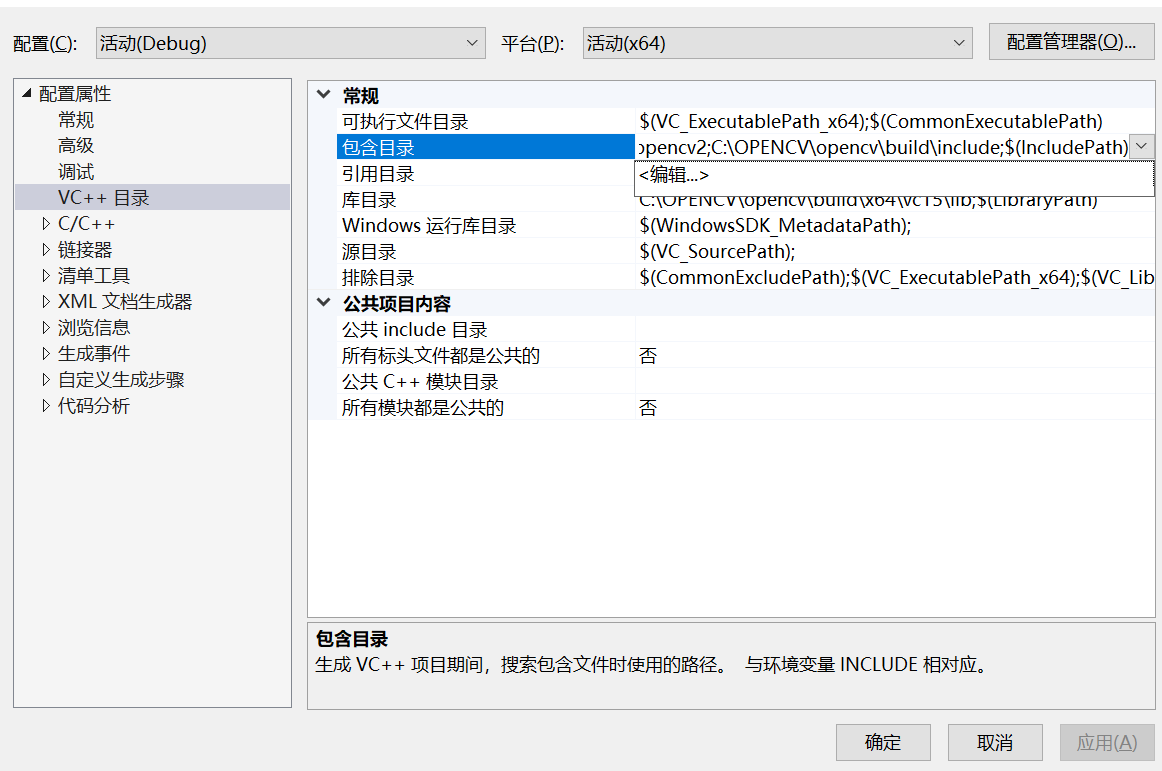 配置(C): 活动(Debug) 平台(P): 活动(x64) 配置管理器(O)...
配置属性
常规
高级
调试
VC++ 目录
C/C++
链接器
清单工具
XML 文档生成器
浏览信息
生成事件
自定义生成步骤
代码分析
常规
可执行文件目录 $(VC_ExecutablePath_x64);$(CommonExecutablePath)
包含目录 opencv2;C:\OPENCV\opencv\build\include;$(IncludePath)
引用目录 <编辑...>
库目录 C:\OPENCV\opencv\build\x64\vc15\lib;$(LibraryPath)
Windows 运行库目录 $(WindowsSDK_MetadataPath);
源目录 $(VC_SourcePath);
排除目录 $(CommonExcludePath);$(VC_ExecutablePath_x64);$(VC_Lib
公共项目内容
公共 include 目录
所有标头文件都是公共的 否
公共 C++ 模块目录
所有模块都是公共的 否
包含目录
生成 VC++ 项目期间，搜索包含文件时使用的路径。 与环境变量 INCLUDE 相对应。
确定 取消 应用(A)